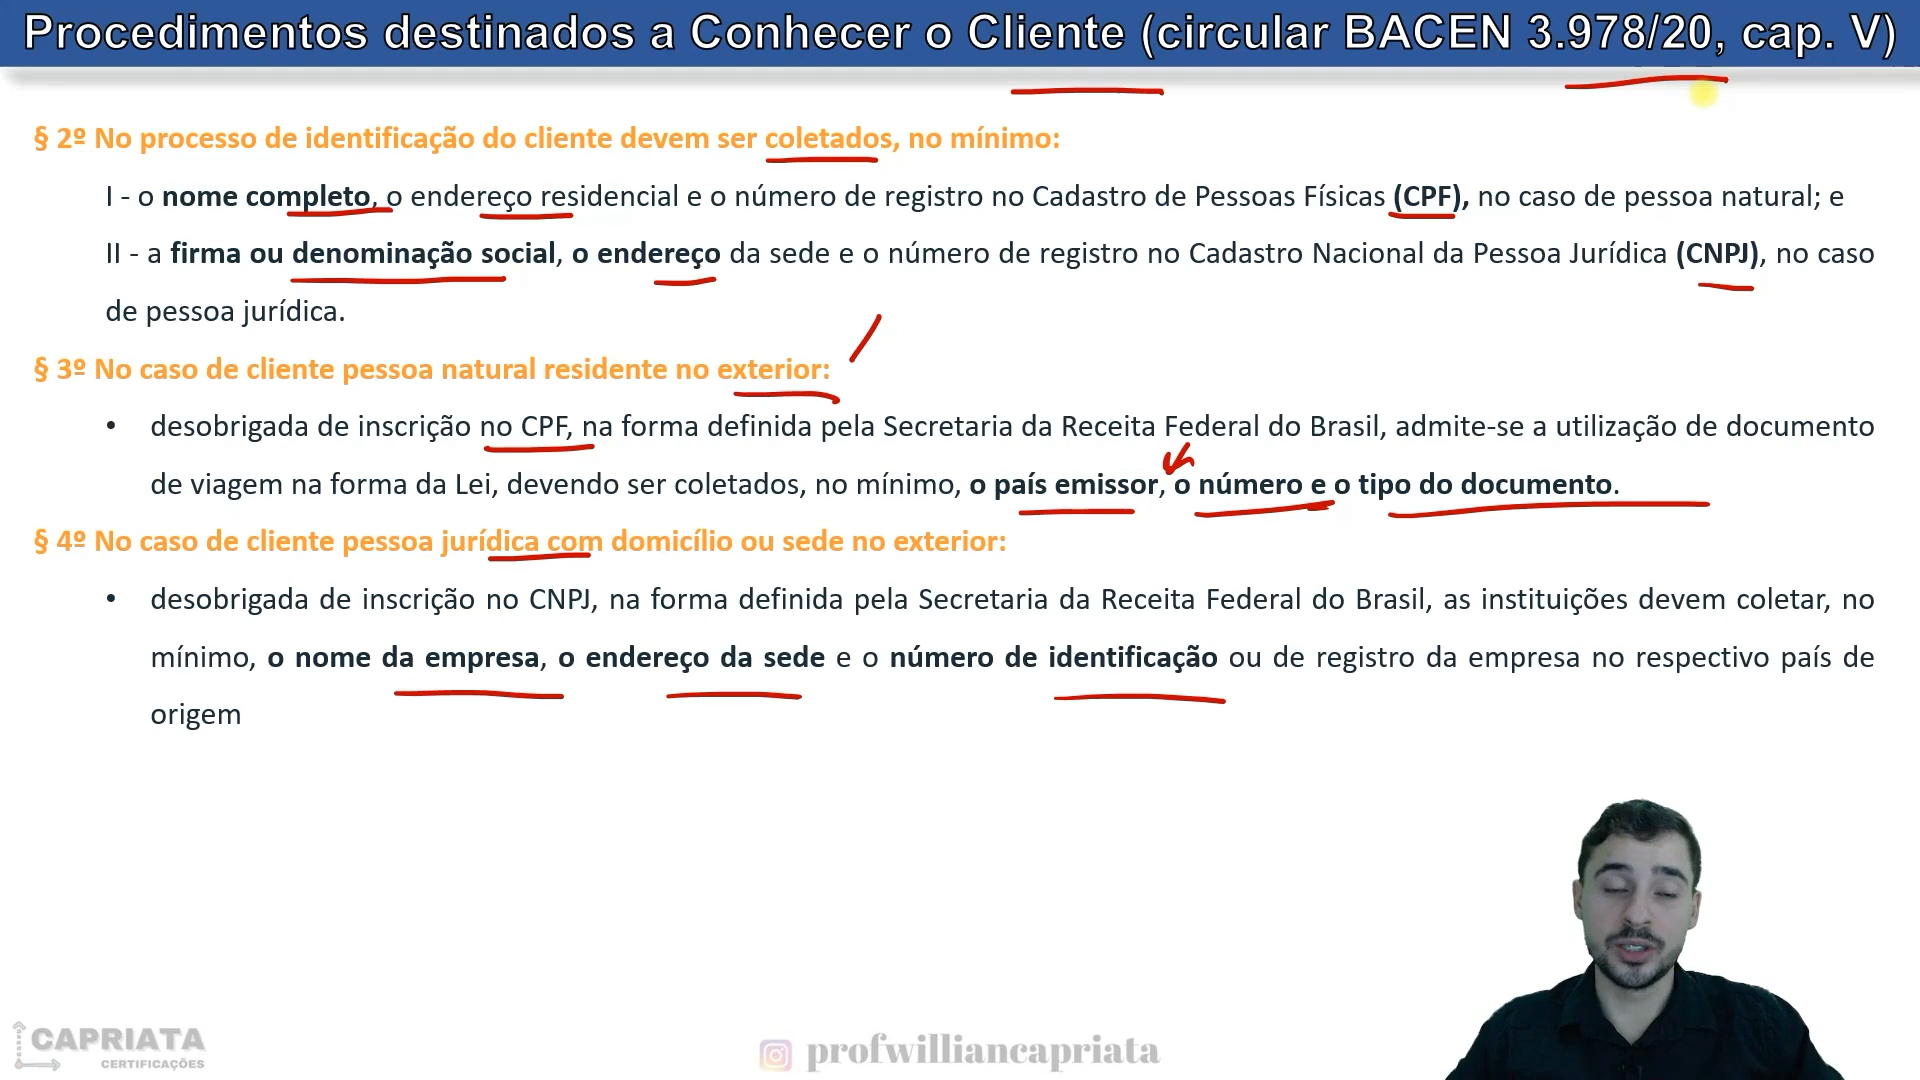 Procedimentos destinados a Conhecer o Cliente (circular BACEN 3.978/20, cap. V)
§ 2º No processo de identificação do cliente devem ser coletados, no mínimo:
I - o nome completo, o endereço residencial e o número de registro no Cadastro de Pessoas Físicas (CPF), no caso de pessoa natural; e
II - a firma ou denominação social, o endereço da sede e o número de registro no Cadastro Nacional da Pessoa Jurídica (CNPJ), no caso
de pessoa jurídica.
§ 3º No caso de cliente pessoa natural residente no exterior:
• desobrigada de inscrição no CPF, na forma definida pela Secretaria da Receita Federal do Brasil, admite-se a utilização de documento
de viagem na forma da Lei, devendo ser coletados, no mínimo, o país emissor, o número e o tipo do documento.
§ 4º No caso de cliente pessoa jurídica com domicílio ou sede no exterior:
• desobrigada de inscrição no CNPJ, na forma definida pela Secretaria da Receita Federal do Brasil, as instituições devem coletar, no
mínimo, o nome da empresa, o endereço da sede e o número de identificação ou de registro da empresa no respectivo país de
origem
CAPRIATA
CERTIFICAÇÕES
profwilliancapriata